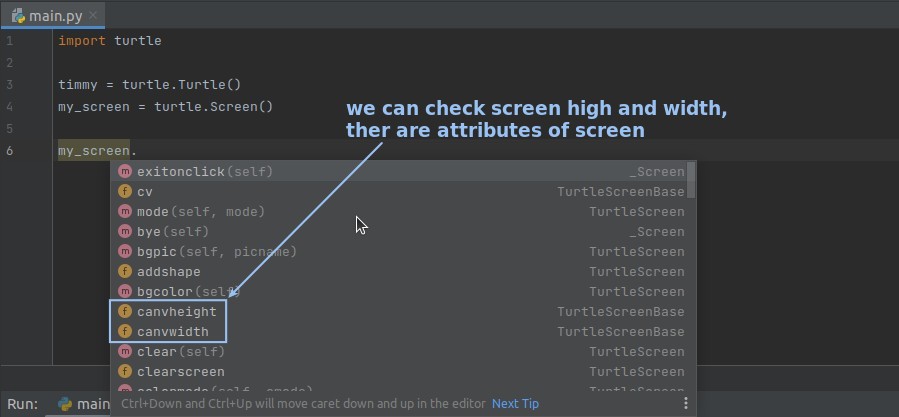 main.py
1 import turtle
2
3 timmy = turtle.Turtle()
4 my_screen = turtle.Screen()
we can check screen high and width,
ther are attributes of screen
5
6 my_screen.
m exitonclick(self) _Screen
f cv TurtleScreenBase
m mode(self, mode) TurtleScreen
m bye(self) _Screen
m bgpic(self, picname) TurtleScreen
f addshape TurtleScreen
m bgcolor(self) TurtleScreen
f canvheight TurtleScreenBase
f canvwidth TurtleScreenBase
m clear(self) TurtleScreen
f clearscreen TurtleScreen
Ctrl+Down and Ctrl+Up will move caret down and up in the editor Next Tip
Run: main